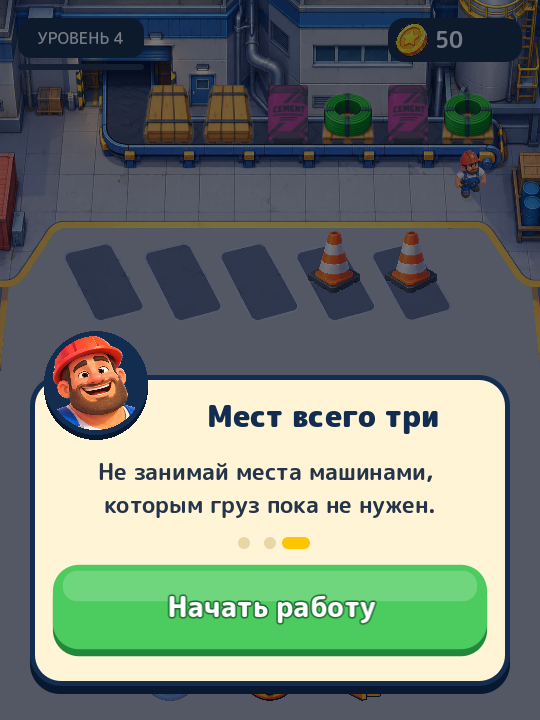 УРОВЕНЬ 4
50
CEMENT
CEMENT
Мест всего три
Не занимай места машинами,
которым груз пока не нужен.
Начать работу